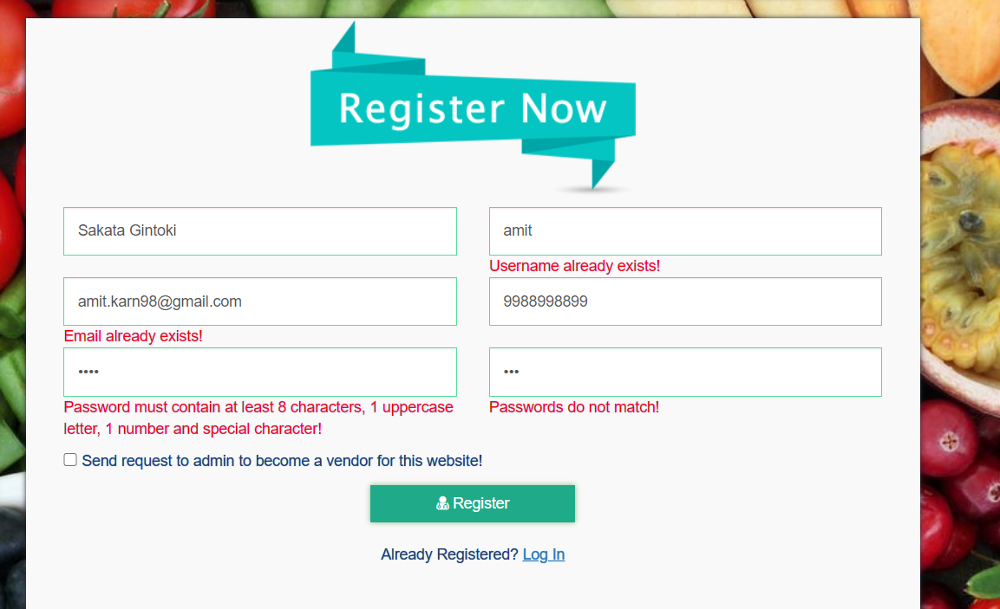 Register Now
Sakata Gintoki
amit
Username already exists!
amit.karn98@gmail.com
9988998899
Email already exists!
••••
•••
Password must contain at least 8 characters, 1 uppercase
letter, 1 number and special character!
Passwords do not match!
Send request to admin to become a vendor for this website!
Register
Already Registered? Log In